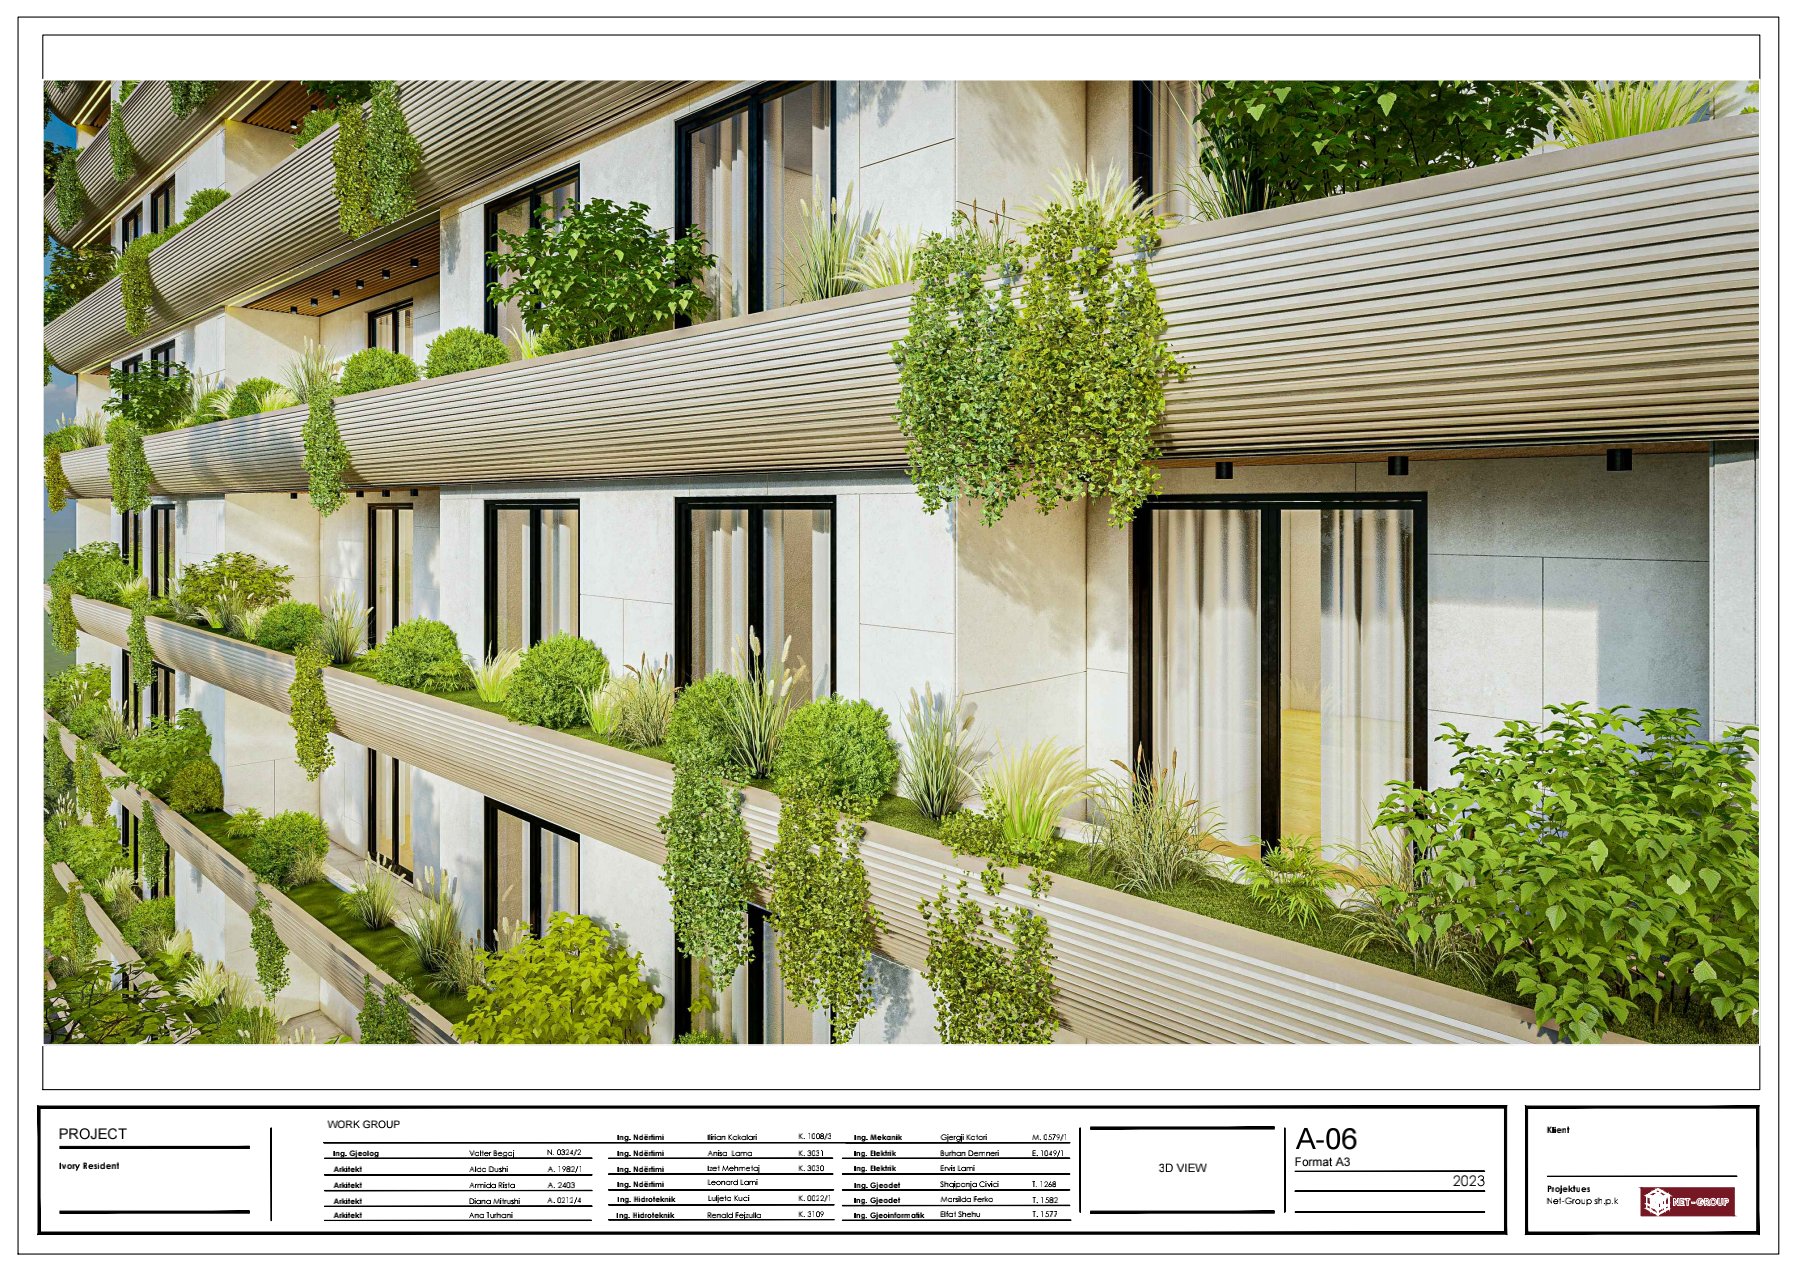 PROJECT
Ivory Resident
WORK GROUP
Ing. Gjeolog Valter Begaj N. 0324/2
Arkitekt Alda Dushi A. 1982/1
Arkitekt Armida Rista A. 2403
Arkitekt Diana Mitrushi A. 0212/4
Arkitekt Ana Turhani
Ing. Ndërtimi Ilirian Kakalari K. 1008/3
Ing. Ndërtimi Anisa Lama K. 3031
Ing. Ndërtimi Izet Mehmetaj K. 3030
Ing. Ndërtimi Leonard Lami
Ing. Hidroteknik Luljeta Kuci K. 0022/1
Ing. Hidroteknik Renald Fejzulla K. 3109
Ing. Mekanik Gjergji Katari M. 0579/1
Ing. Elektrik Burhan Demneri E. 1049/1
Ing. Elektrik Ervis Lami
Ing. Gjeodet Shqiponja Civici T. 1268
Ing. Gjeodet Marsilda Ferko T. 1582
Ing. Gjeoinformatik Elfat Shehu T. 1577
3D VIEW
A-06
Format A3
2023
Klient
Projektues
Net-Group sh.p.k
NET-GROUP